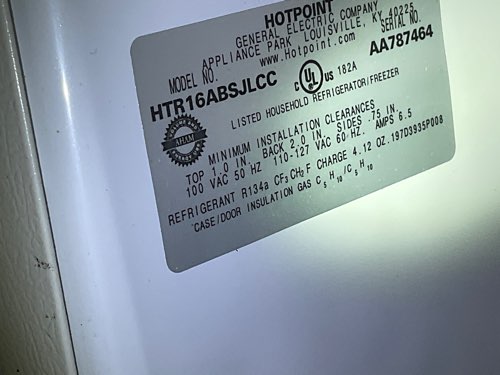 HOTPOINT
GENERAL ELECTRIC COMPANY
APPLIANCE PARK LOUISVILLE, KY 40225
www.Hotpoint.com
MODEL NO. SERIAL NO.
HTR16ABSJLCC AA787464
C UL US 182A
LISTED HOUSEHOLD REFRIGERATOR/FREEZER
AHAM
MINIMUM INSTALLATION CLEARANCES
TOP 1.0 IN. BACK 2.0 IN. SIDES .75 IN.
100 VAC 50 HZ 110-127 VAC 60 HZ. AMPS 6.5
REFRIGERANT R134a CF3CH2F CHARGE 4.12 OZ.197D3935P008
CASE/DOOR INSULATION GAS C5H10/C5H10